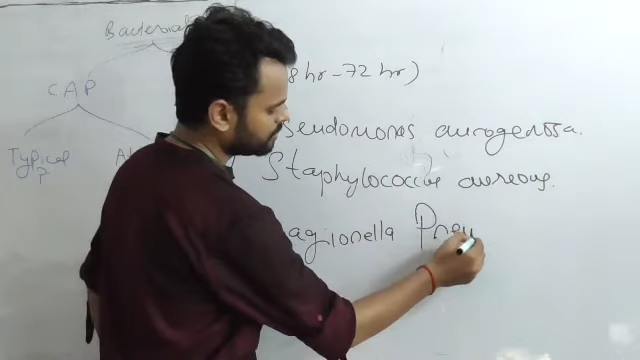 Bacterial
8 hr - 72 hr)
CAP
seudomonas aurogenosa.
Typical
?
Staphylococcus aureous.
agionella Pneu